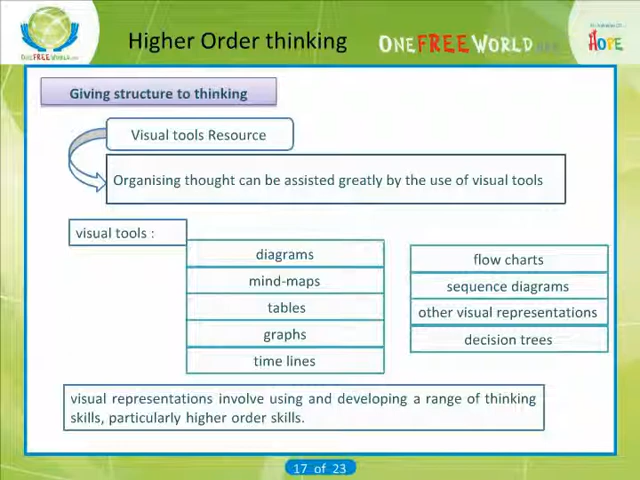 Higher Order thinking
ONEFREEWORLD
HOPE
ONEFREEWORLD
Giving structure to thinking
Visual tools Resource
Organising thought can be assisted greatly by the use of visual tools
visual tools :
diagrams
mind-maps
tables
graphs
time lines
flow charts
sequence diagrams
other visual representations
decision trees
visual representations involve using and developing a range of thinking
skills, particularly higher order skills.
17 of 23